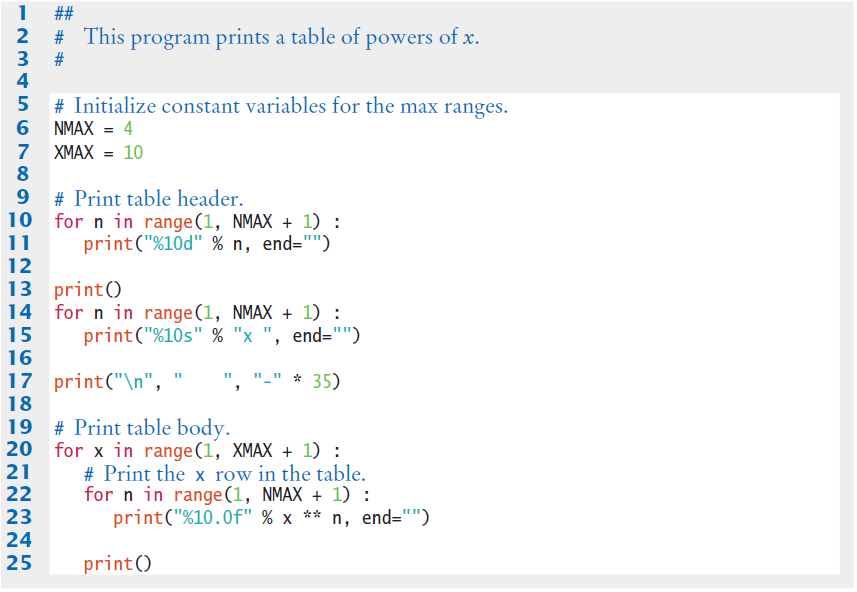 1 ##
2 # This program prints a table of powers of x.
3 #
4
5 # Initialize constant variables for the max ranges.
6 NMAX = 4
7 XMAX = 10
8
9 # Print table header.
10 for n in range(1, NMAX + 1) :
11    print("%10d" % n, end="")
12
13 print()
14 for n in range(1, NMAX + 1) :
15    print("%10s" % "x ", end="")
16
17 print("\n", "    ", "-" * 35)
18
19 # Print table body.
20 for x in range(1, XMAX + 1) :
21    # Print the x row in the table.
22    for n in range(1, NMAX + 1) :
23       print("%10.0f" % x ** n, end="")
24
25    print()